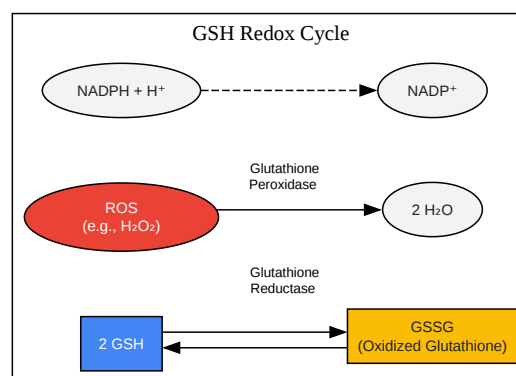 GSH Redox Cycle
NADPH + H⁺
NADP⁺
Glutathione
Peroxidase
ROS
(e.g., H₂O₂)
2 H₂O
Glutathione
Reductase
2 GSH
GSSG
(Oxidized Glutathione)